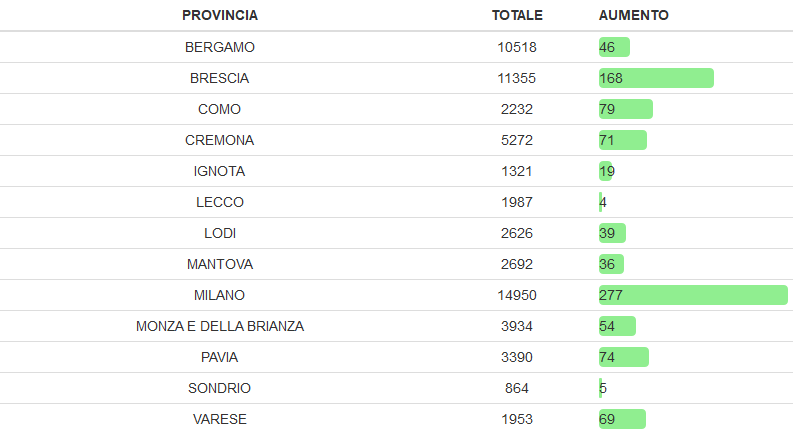 PROVINCIA TOTALE AUMENTO
BERGAMO 10518 46
BRESCIA 11355 168
COMO 2232 79
CREMONA 5272 71
IGNOTA 1321 19
LECCO 1987 4
LODI 2626 39
MANTOVA 2692 36
MILANO 14950 277
MONZA E DELLA BRIANZA 3934 54
PAVIA 3390 74
SONDRIO 864 5
VARESE 1953 69